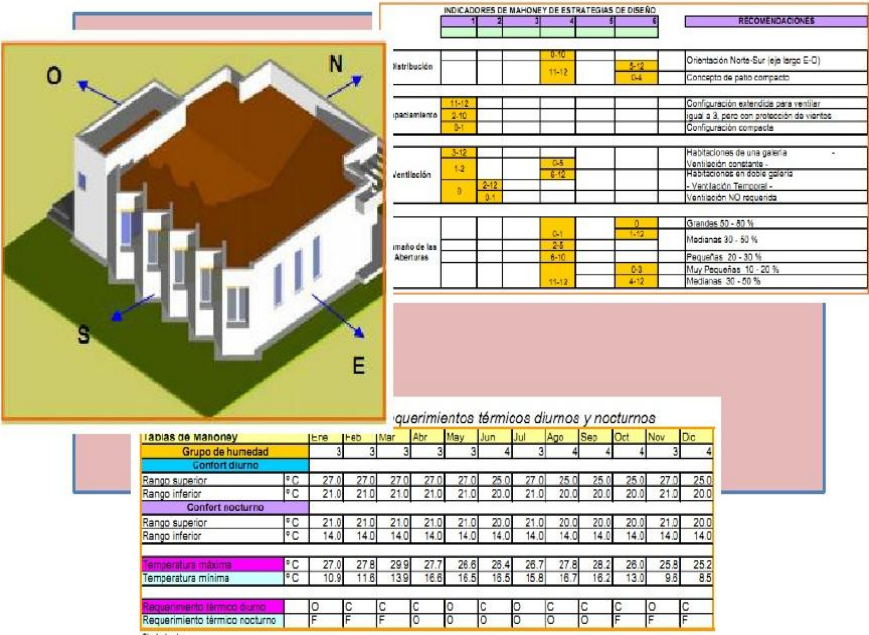 INDICADORES DE MAHONEY DE ESTRATEGIAS DE DISEÑO
1 2 3 4 5 6 RECOMENDACIONES
O N S E
0-10
istribución 11-12 5-12 Orientación Norte-Sur (eje largo E-O)
0-4 Concepto de patio compacto
11-12 Configuración extendida para ventilar
paciamiento 2-10 igual a 3, pero con protección de vientos
0-1 Configuración compacta
3-12 Habitaciones de una galería -
1-2 0-5 Ventilación constante -
entilación 6-12 Habitaciones en doble galería
0 2-12 - Ventilación Temporal -
0-1 Ventilación NO requerida
0 Grandes 50 - 80 %
0-1 1-12 Medianas 30 - 50 %
maño de las 2-5
Aberturas 6-10 Pequeñas 20 - 30 %
0-3 Muy Pequeñas 10 - 20 %
11-12 4-12 Medianas 30 - 50 %
querimientos térmicos diurnos y nocturnos
Tablas de Mahoney Ene Feb Mar Abr May Jun Jul Ago Sep Oct Nov Dic
Grupo de humedad 3 3 3 3 3 4 3 4 4 4 3 4
Confort diurno
Rango superior ºC 27.0 27.0 27.0 27.0 27.0 25.0 27.0 25.0 25.0 25.0 27.0 25.0
Rango inferior ºC 21.0 21.0 21.0 21.0 21.0 20.0 21.0 20.0 20.0 20.0 21.0 20.0
Confort nocturno
Rango superior ºC 21.0 21.0 21.0 21.0 21.0 20.0 21.0 20.0 20.0 20.0 21.0 20.0
Rango inferior ºC 14.0 14.0 14.0 14.0 14.0 14.0 14.0 14.0 14.0 14.0 14.0 14.0
Temperatura máxima ºC 27.0 27.8 29.9 27.7 26.6 26.4 26.7 27.8 28.2 26.0 25.8 25.2
Temperatura mínima ºC 10.9 11.6 13.9 16.6 16.5 16.5 15.8 16.7 16.2 13.0 9.6 8.5
Requerimiento térmico diurno O C C C O C O C C C O C
Requerimiento térmico nocturno F F F O O O O O O F F F